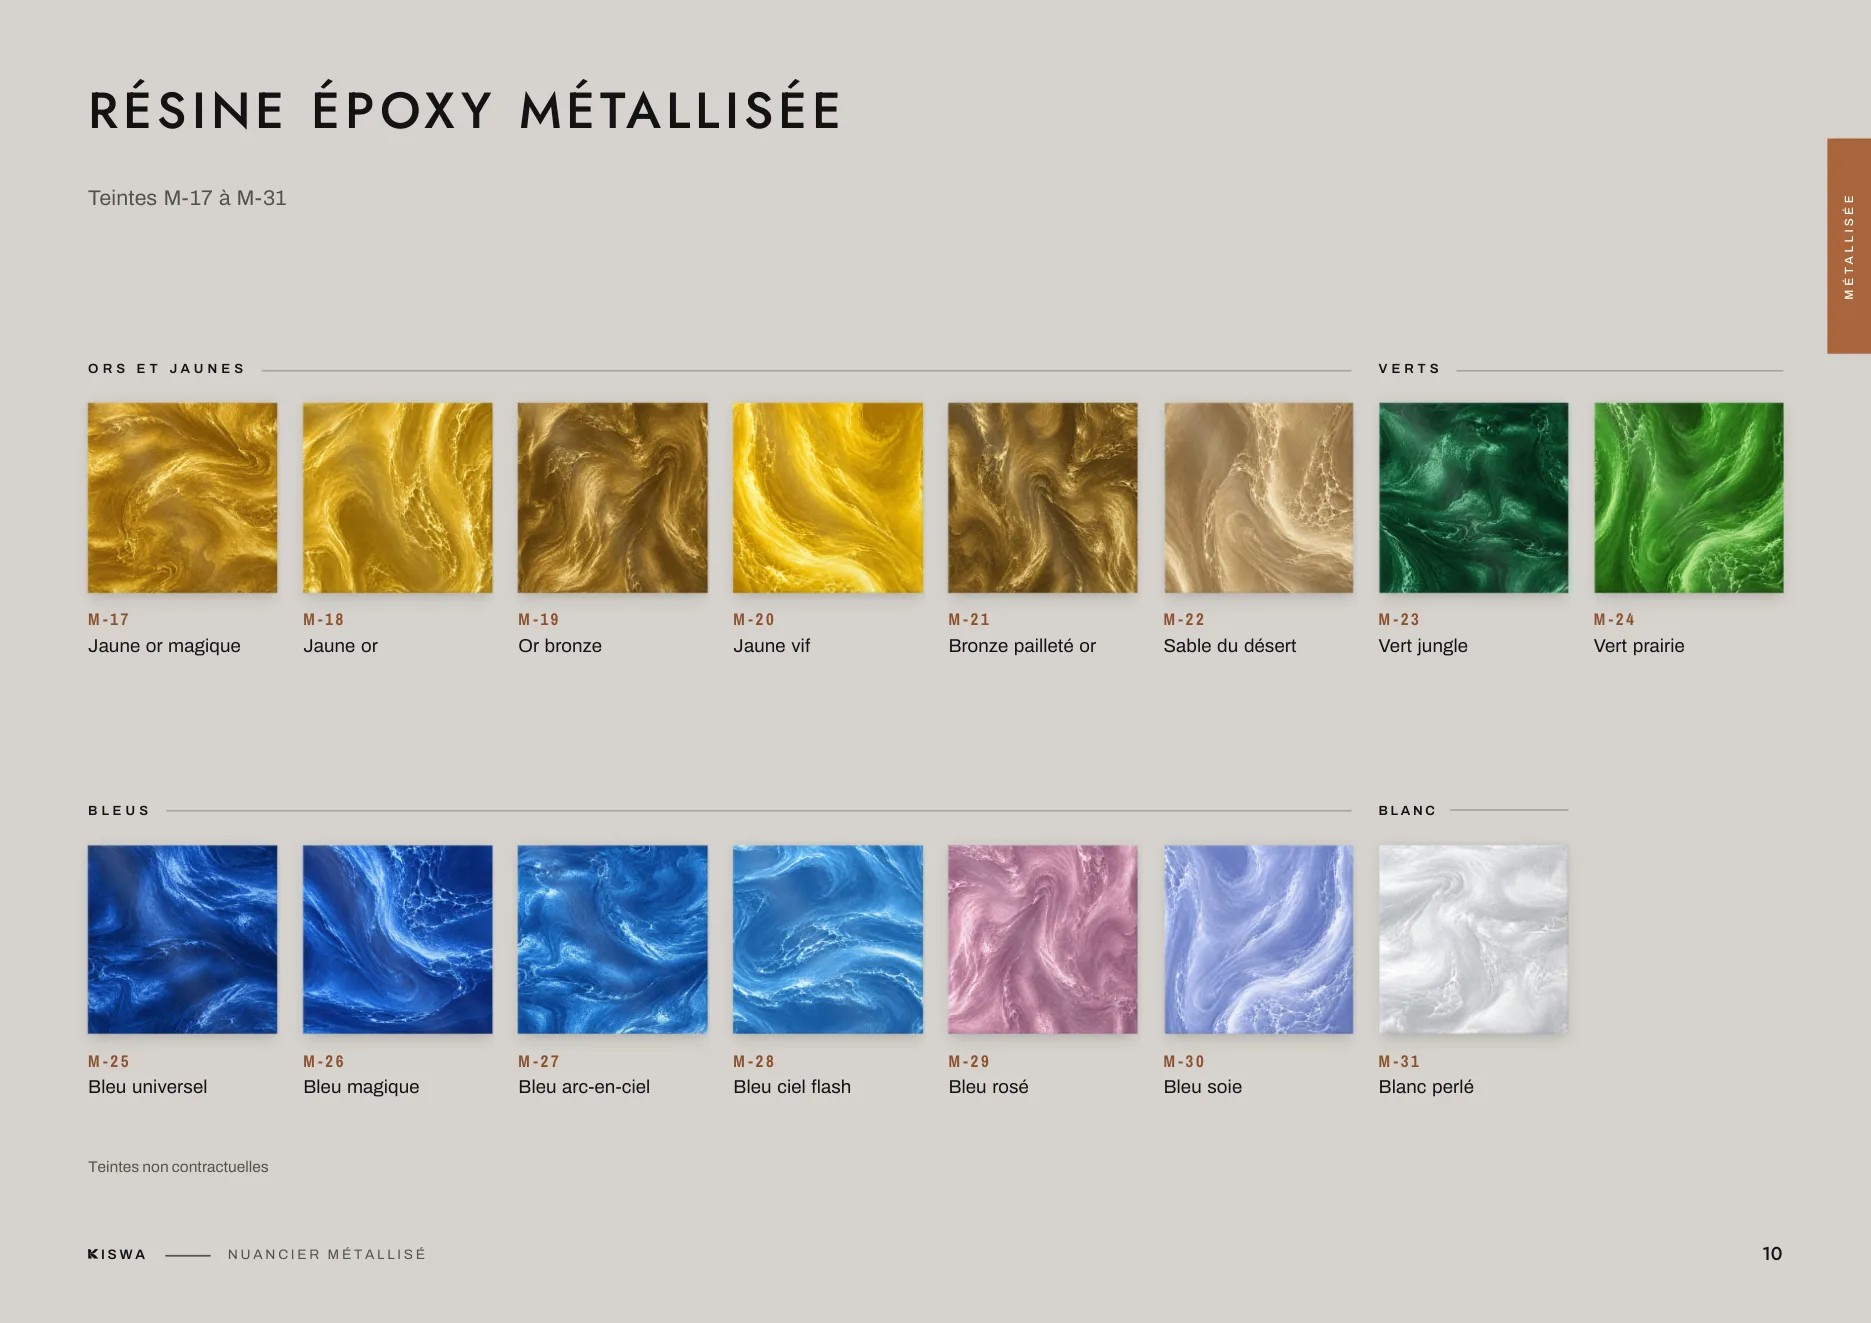 RÉSINE ÉPOXY MÉTALLISÉE
Teintes M-17 à M-31
MÉTALLISÉE
ORS ET JAUNES
VERTS
M-17
Jaune or magique
M-18
Jaune or
M-19
Or bronze
M-20
Jaune vif
M-21
Bronze pailleté or
M-22
Sable du désert
M-23
Vert jungle
M-24
Vert prairie
BLEUS
BLANC
M-25
Bleu universel
M-26
Bleu magique
M-27
Bleu arc-en-ciel
M-28
Bleu ciel flash
M-29
Bleu rosé
M-30
Bleu soie
M-31
Blanc perlé
Teintes non contractuelles
KISWA
NUANCIER MÉTALLISÉ
10